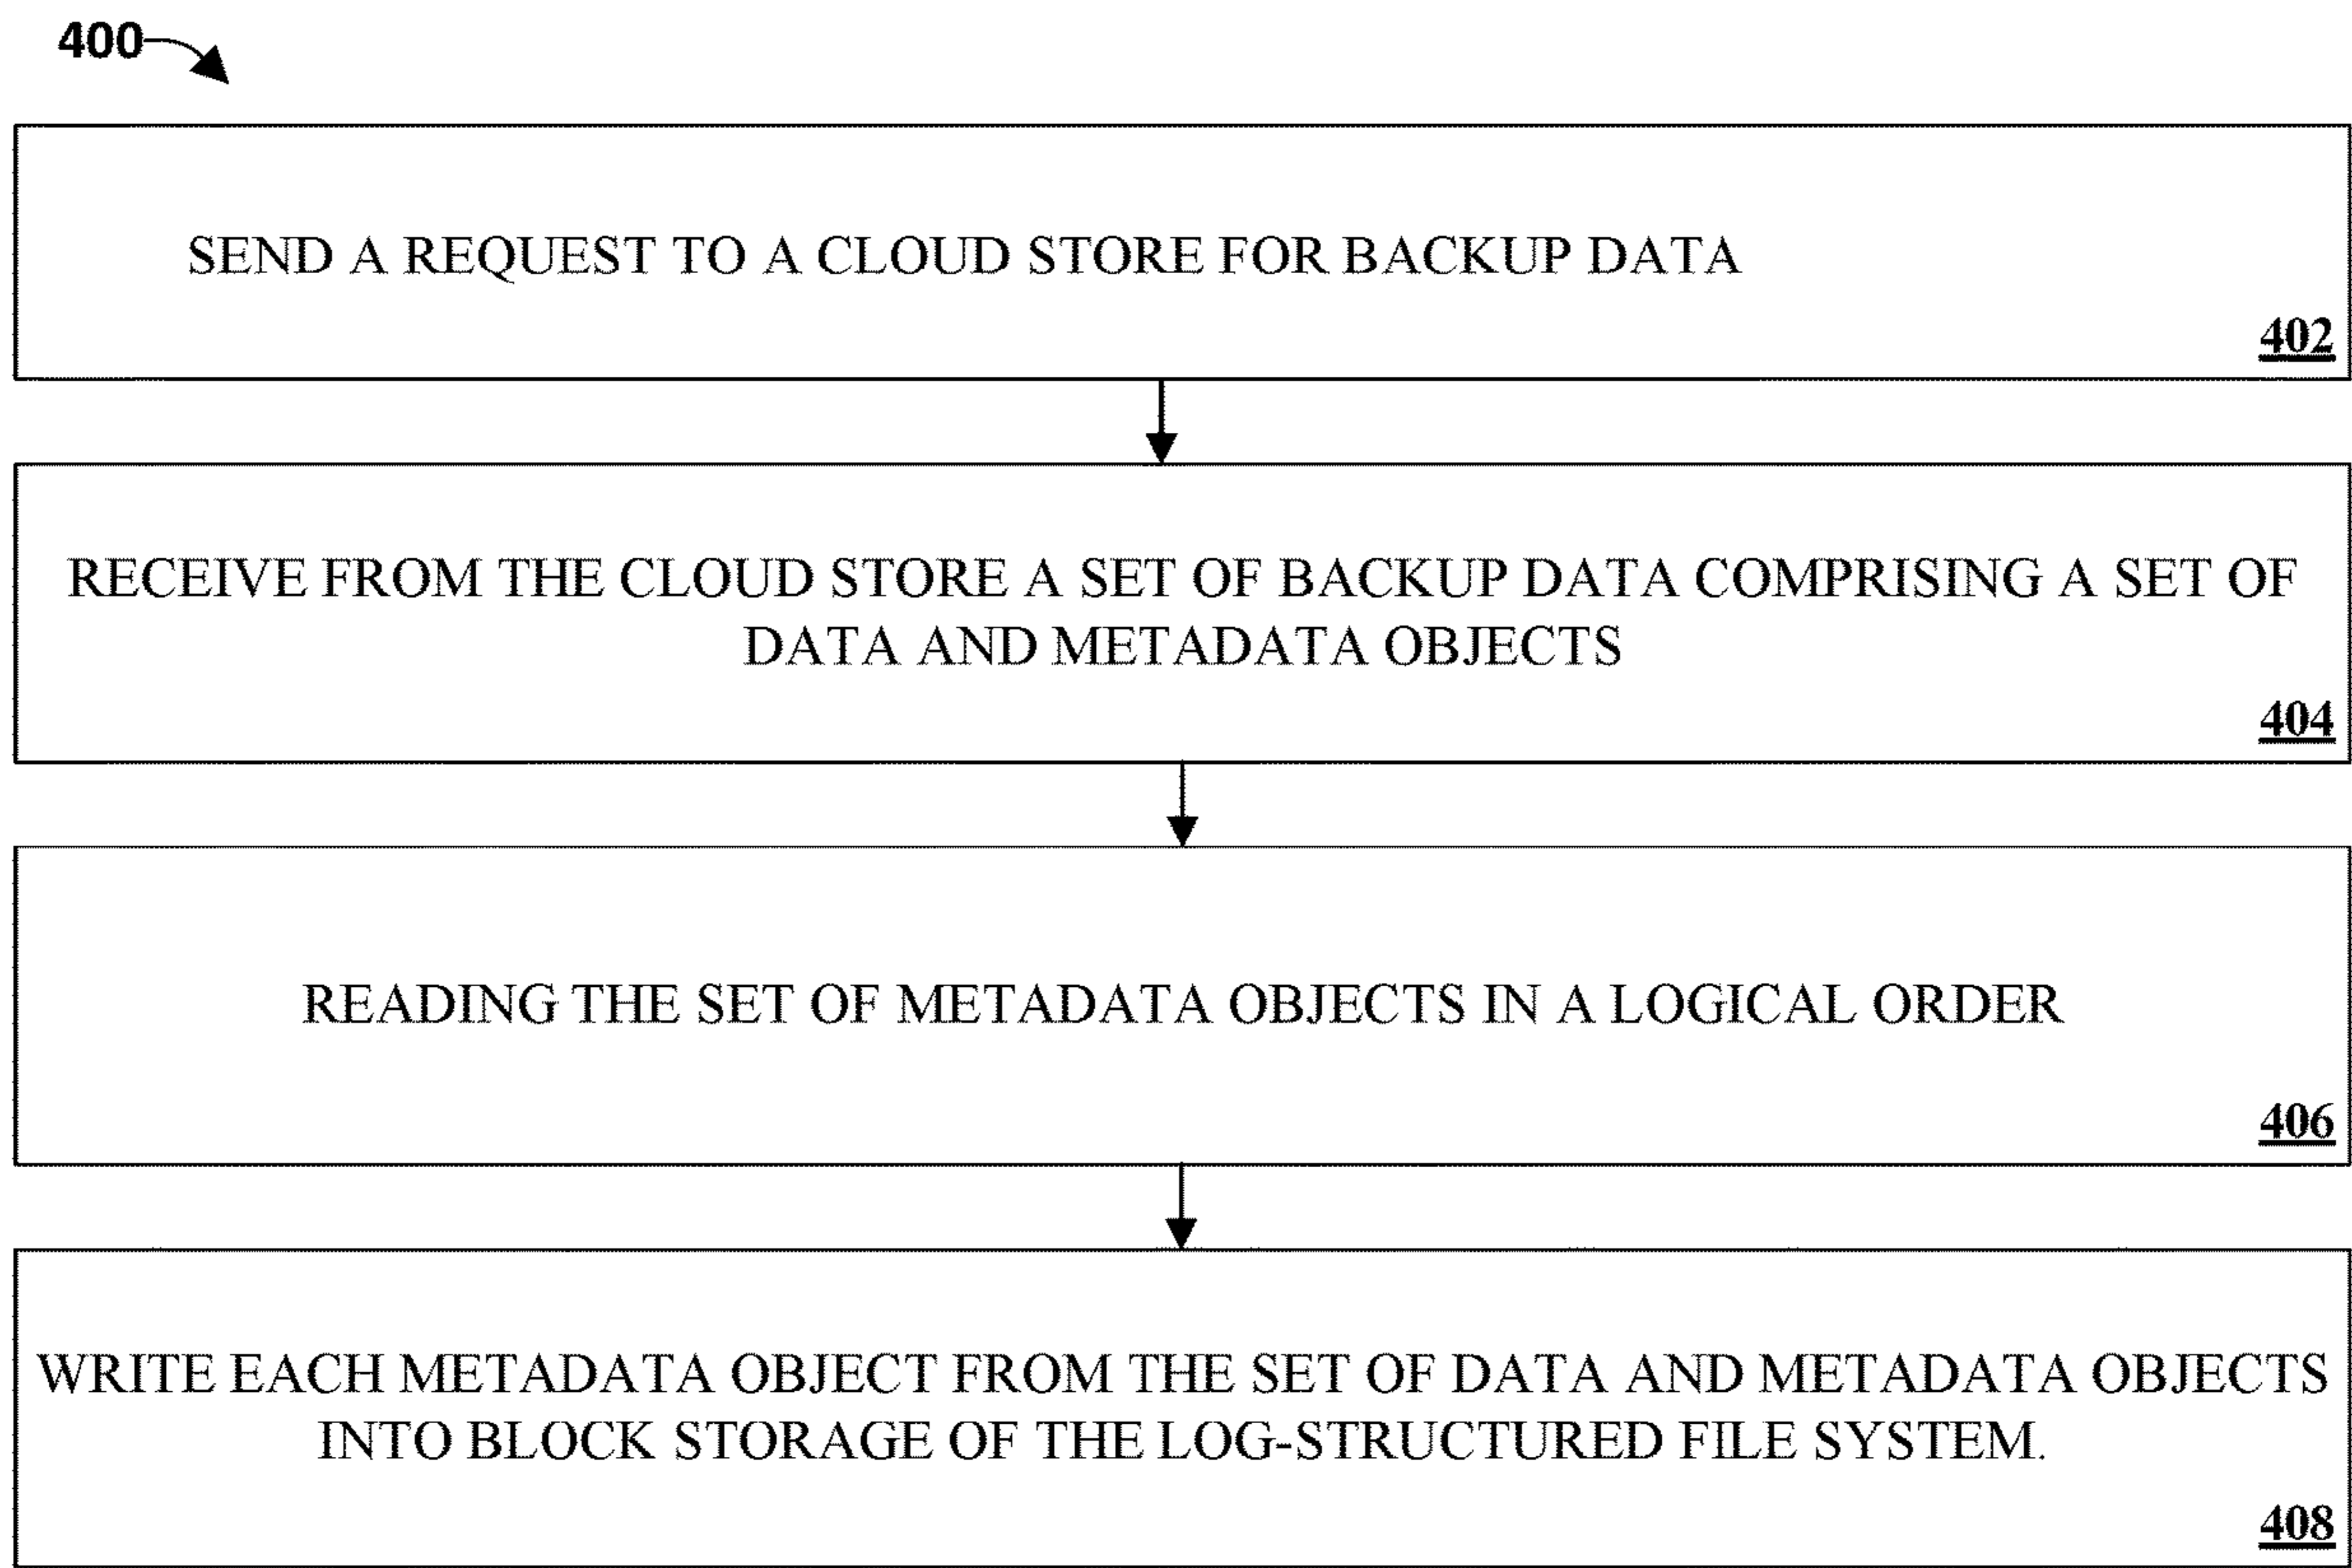 400
SEND A REQUEST TO A CLOUD STORE FOR BACKUP DATA
402
RECEIVE FROM THE CLOUD STORE A SET OF BACKUP DATA COMPRISING A SET OF
DATA AND METADATA OBJECTS
404
READING THE SET OF METADATA OBJECTS IN A LOGICAL ORDER
406
WRITE EACH METADATA OBJECT FROM THE SET OF DATA AND METADATA OBJECTS
INTO BLOCK STORAGE OF THE LOG-STRUCTURED FILE SYSTEM.
408